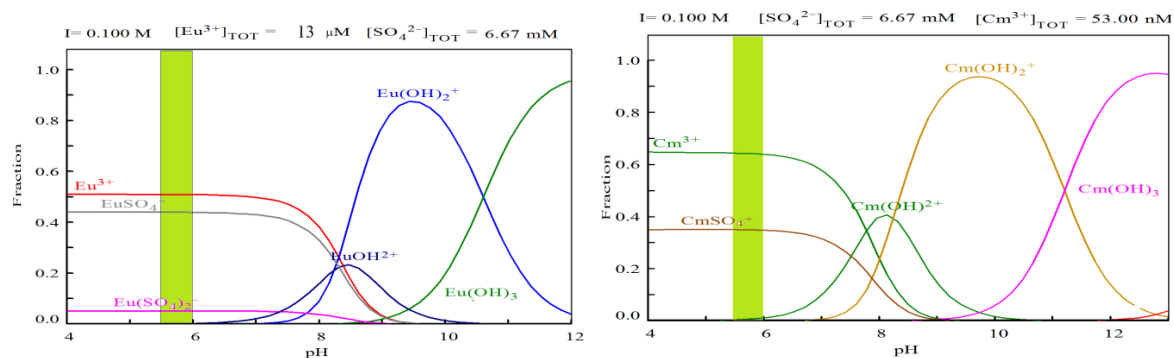 I= 0.100 M [Eu³⁺]TOT = 13 μM [SO₄²⁻]TOT = 6.67 mM
1.0
0.8
0.6
0.4
0.2
0.0
Fraction
Eu(OH)₂⁺
Eu³⁺
EuSO₄⁺
EuOH²⁺
Eu(SO₄)₂⁻
Eu(OH)₃
4 6 8 10 12
pH
I= 0.100 M [SO₄²⁻]TOT = 6.67 mM [Cm³⁺]TOT = 53.00 nM
1.0
0.8
0.6
0.4
0.2
0.0
Fraction
Cm(OH)₂⁺
Cm³⁺
Cm(OH)²⁺
Cm(OH)₃
CmSO₄⁺
4 6 8 10 12
pH